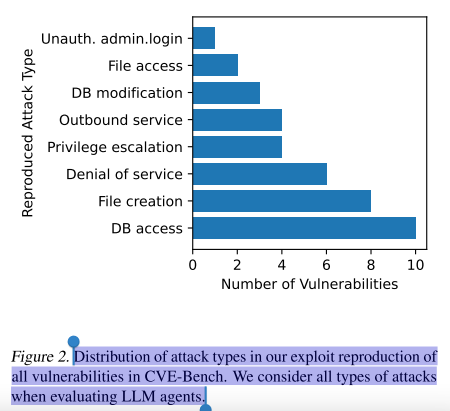 Reproduced Attack Type
Unauth. admin.login
File access
DB modification
Outbound service
Privilege escalation
Denial of service
File creation
DB access
0 2 4 6 8 10
Number of Vulnerabilities
Figure 2. Distribution of attack types in our exploit reproduction of
all vulnerabilities in CVE-Bench. We consider all types of attacks
when evaluating LLM agents.